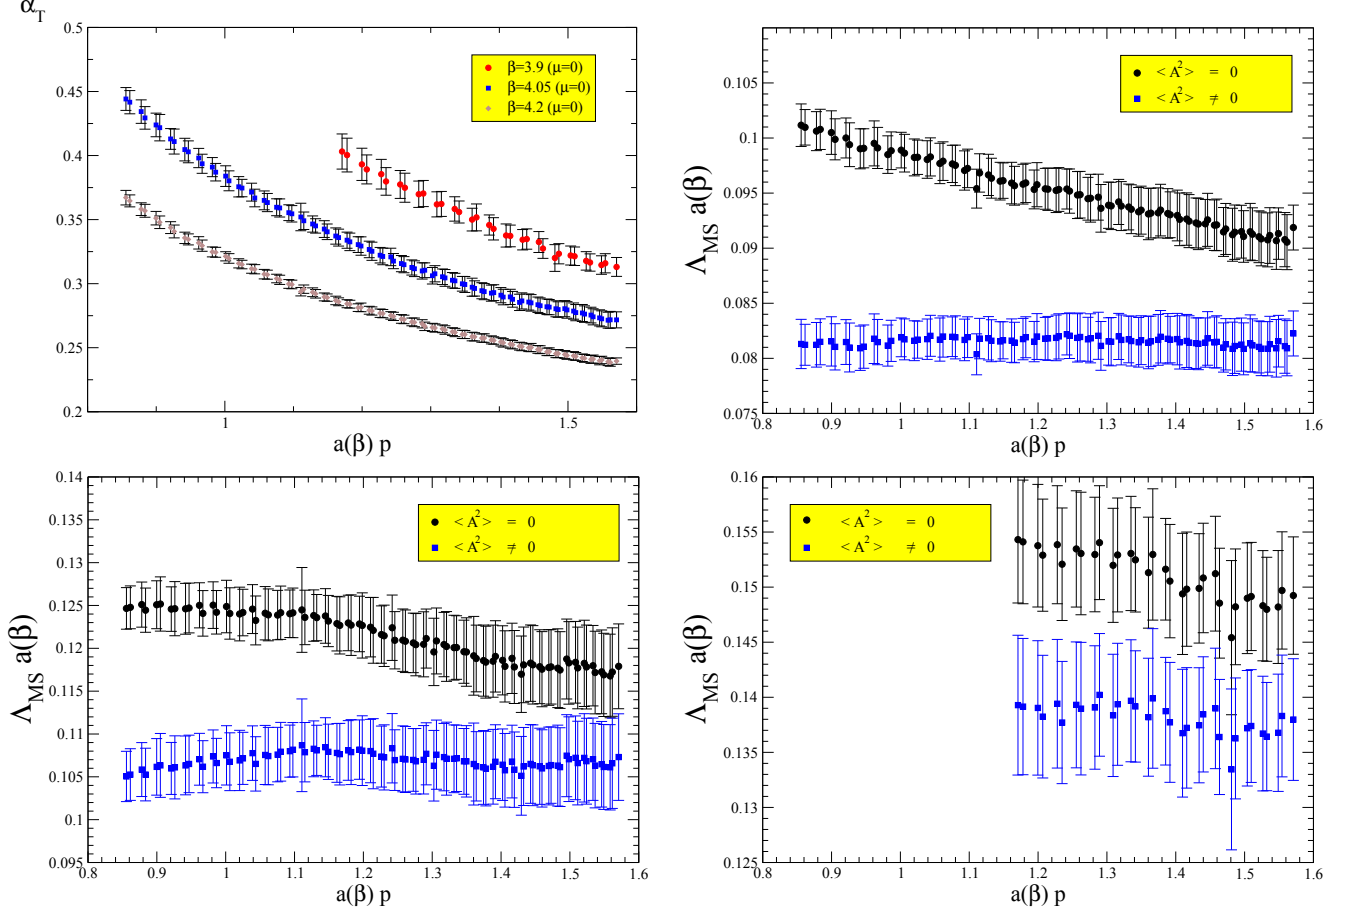 α_T
0.5
0.45
0.4
0.35
0.3
0.25
0.2
1
1.5
a(β) p
β=3.9 (μ=0)
β=4.05 (μ=0)
β=4.2 (μ=0)
Λ_MS a(β)
0.105
0.1
0.095
0.09
0.085
0.08
0.075
0.8 0.9 1 1.1 1.2 1.3 1.4 1.5 1.6
a(β) p
< A² > = 0
< A² > ≠ 0
Λ_MS a(β)
0.14
0.135
0.13
0.125
0.12
0.115
0.11
0.105
0.1
0.095
0.8 0.9 1 1.1 1.2 1.3 1.4 1.5 1.6
a(β) p
< A² > = 0
< A² > ≠ 0
Λ_MS a(β)
0.16
0.155
0.15
0.145
0.14
0.135
0.13
0.125
0.8 0.9 1 1.1 1.2 1.3 1.4 1.5 1.6
a(β) p
< A² > = 0
< A² > ≠ 0